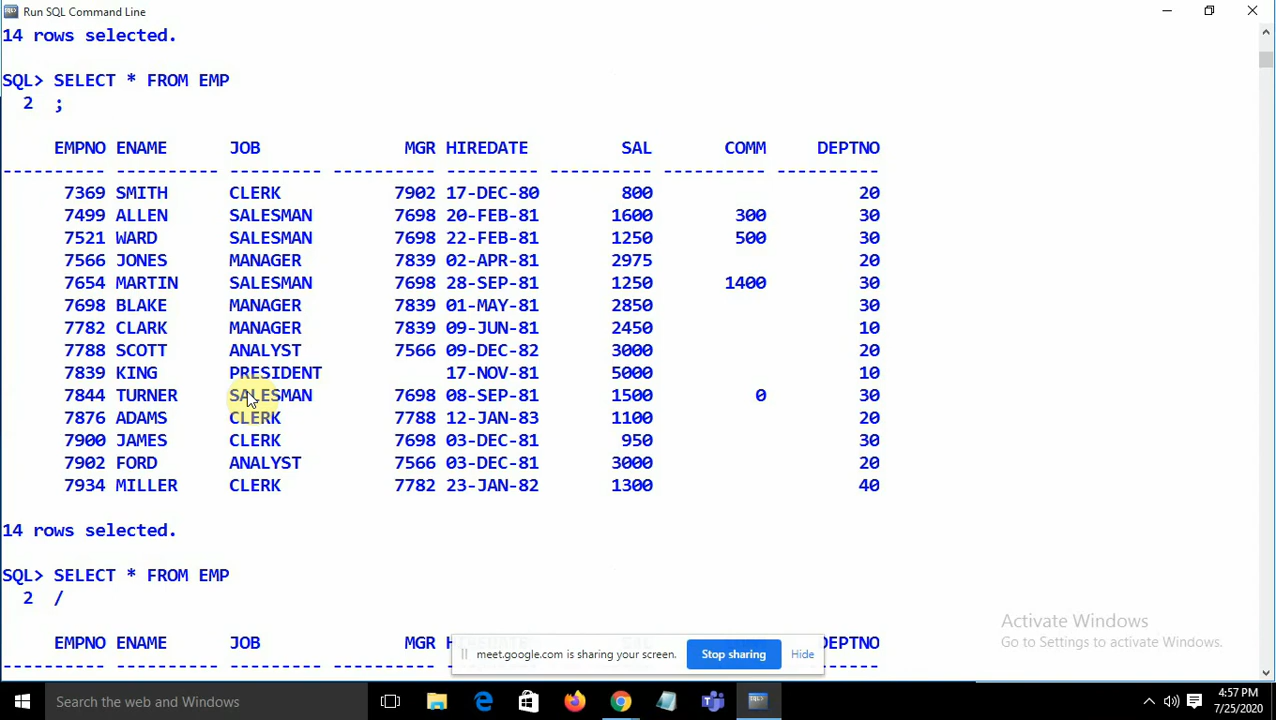 Run SQL Command Line
14 rows selected.
SQL> SELECT * FROM EMP
2 ;
EMPNO ENAME JOB MGR HIREDATE SAL COMM DEPTNO
---------- ---------- --------- ---------- --------- ---------- ---------- ----------
7369 SMITH CLERK 7902 17-DEC-80 800 20
7499 ALLEN SALESMAN 7698 20-FEB-81 1600 300 30
7521 WARD SALESMAN 7698 22-FEB-81 1250 500 30
7566 JONES MANAGER 7839 02-APR-81 2975 20
7654 MARTIN SALESMAN 7698 28-SEP-81 1250 1400 30
7698 BLAKE MANAGER 7839 01-MAY-81 2850 30
7782 CLARK MANAGER 7839 09-JUN-81 2450 10
7788 SCOTT ANALYST 7566 09-DEC-82 3000 20
7839 KING PRESIDENT 17-NOV-81 5000 10
7844 TURNER SALESMAN 7698 08-SEP-81 1500 0 30
7876 ADAMS CLERK 7788 12-JAN-83 1100 20
7900 JAMES CLERK 7698 03-DEC-81 950 30
7902 FORD ANALYST 7566 03-DEC-81 3000 20
7934 MILLER CLERK 7782 23-JAN-82 1300 40
14 rows selected.
SQL> SELECT * FROM EMP
2 /
EMPNO ENAME JOB MGR DEPTNO
meet.google.com is sharing your screen. Stop sharing Hide
Activate Windows
Go to Settings to activate Windows.
Search the web and Windows
4:57 PM
7/25/2020